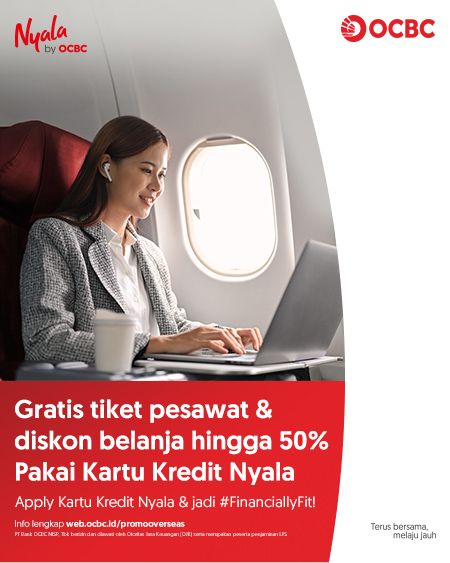 Nyala
by OCBC
OCBC
Gratis tiket pesawat &
diskon belanja hingga 50%
Pakai Kartu Kredit Nyala
Apply Kartu Kredit Nyala & jadi #FinanciallyFit!
Info lengkap web.ocbc.id/promooverseas
PT Bank OCBC NISP, Tbk berizin dan diawasi oleh Otoritas Jasa Keuangan (OJK) serta merupakan peserta penjaminan LPS
Terus bersama,
melaju jauh